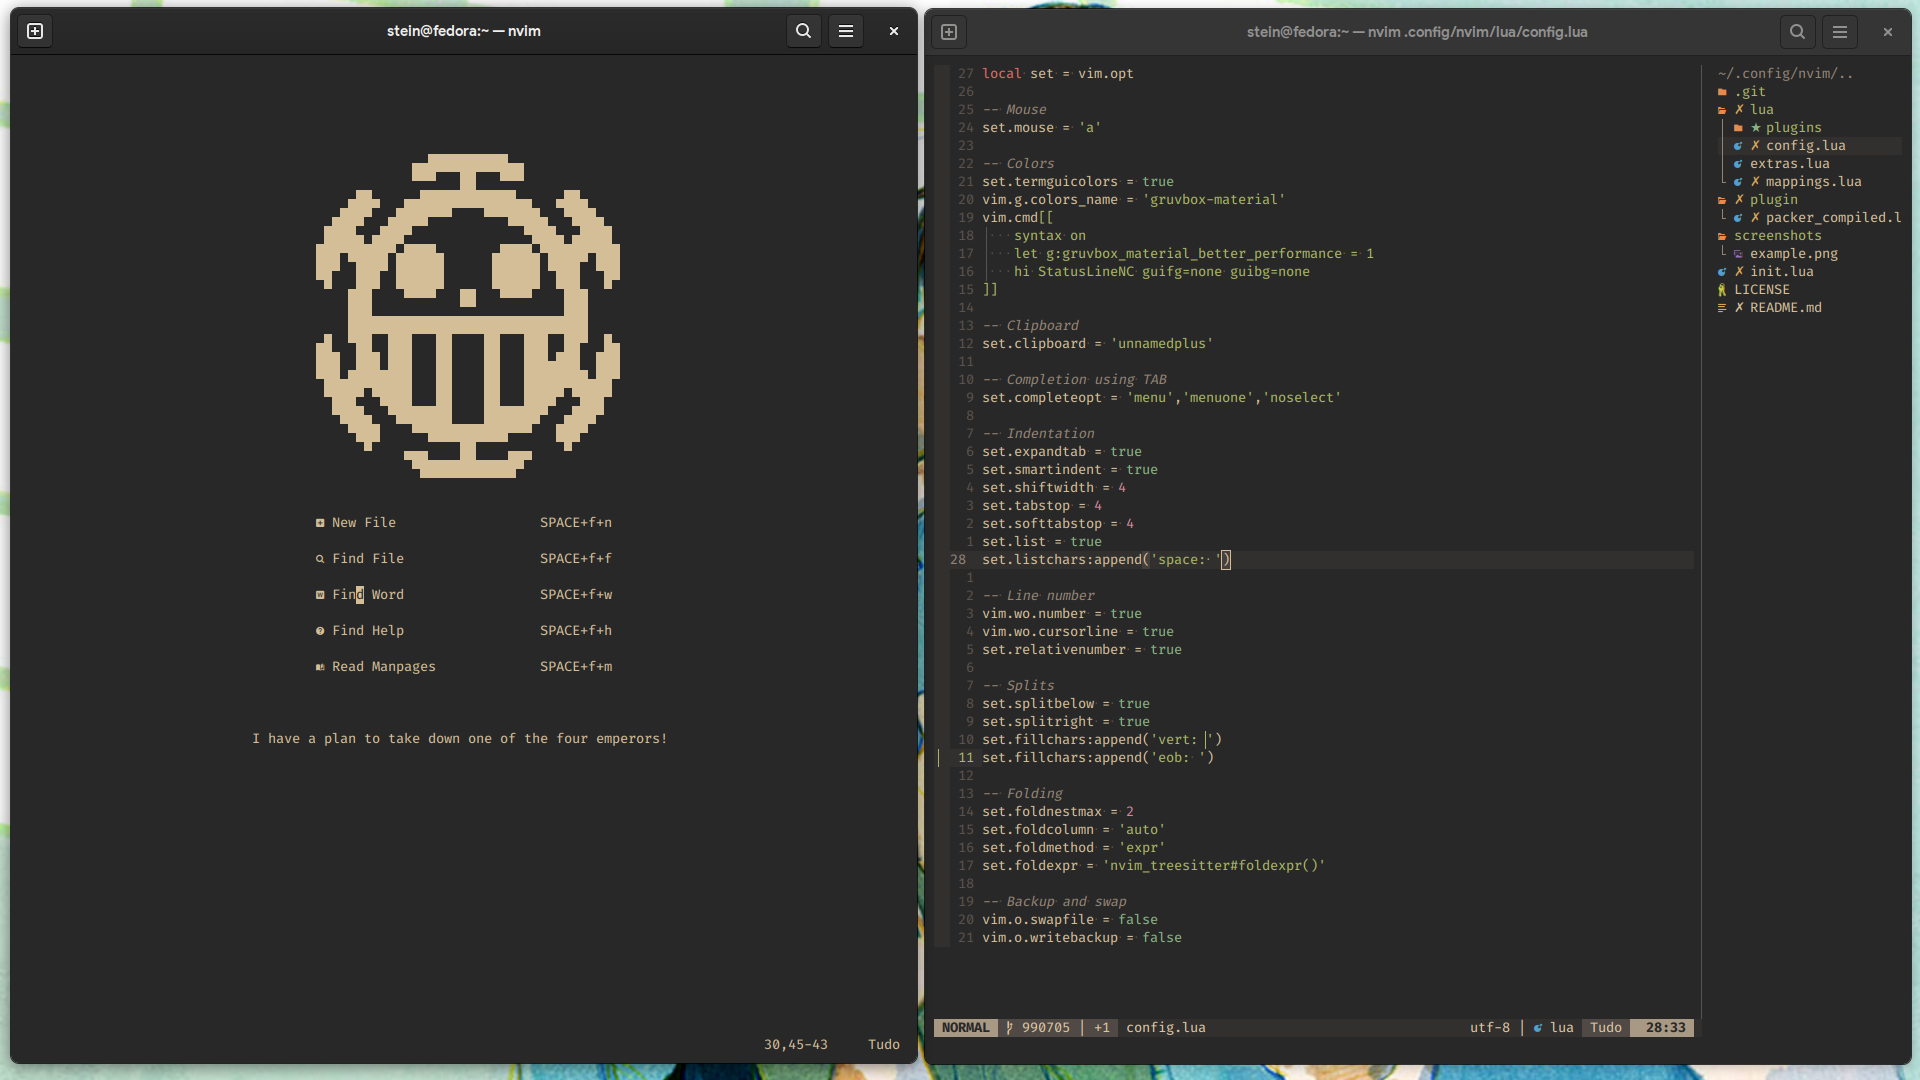 stein@fedora:~ — nvim
New File SPACE+f+n
Find File SPACE+f+f
Find Word SPACE+f+w
Find Help SPACE+f+h
Read Manpages SPACE+f+m
I have a plan to take down one of the four emperors!
30,45-43 Tudo
stein@fedora:~ — nvim .config/nvim/lua/config.lua
27 local set = vim.opt
26
25 -- Mouse
24 set.mouse = 'a'
23
22 -- Colors
21 set.termguicolors = true
20 vim.g.colors_name = 'gruvbox-material'
19 vim.cmd[[
18 syntax on
17 let g:gruvbox_material_better_performance = 1
16 hi StatusLineNC guifg=none guibg=none
15 ]]
14
13 -- Clipboard
12 set.clipboard = 'unnamedplus'
11
10 -- Completion using TAB
9 set.completeopt = 'menu','menuone','noselect'
8
7 -- Indentation
6 set.expandtab = true
5 set.smartindent = true
4 set.shiftwidth = 4
3 set.tabstop = 4
2 set.softtabstop = 4
1 set.list = true
28 set.listchars:append('space: ')
1
2 -- Line number
3 vim.wo.number = true
4 vim.wo.cursorline = true
5 set.relativenumber = true
6
7 -- Splits
8 set.splitbelow = true
9 set.splitright = true
10 set.fillchars:append('vert: |')
11 set.fillchars:append('eob: ')
12
13 -- Folding
14 set.foldnestmax = 2
15 set.foldcolumn = 'auto'
16 set.foldmethod = 'expr'
17 set.foldexpr = 'nvim_treesitter#foldexpr()'
18
19 -- Backup and swap
20 vim.o.swapfile = false
21 vim.o.writebackup = false
NORMAL 990705 | +1 config.lua utf-8 | lua Tudo 28:33
~/.config/nvim/..
.git
✗ lua
★ plugins
✗ config.lua
extras.lua
✗ mappings.lua
✗ plugin
✗ packer_compiled.l
screenshots
example.png
✗ init.lua
LICENSE
✗ README.md